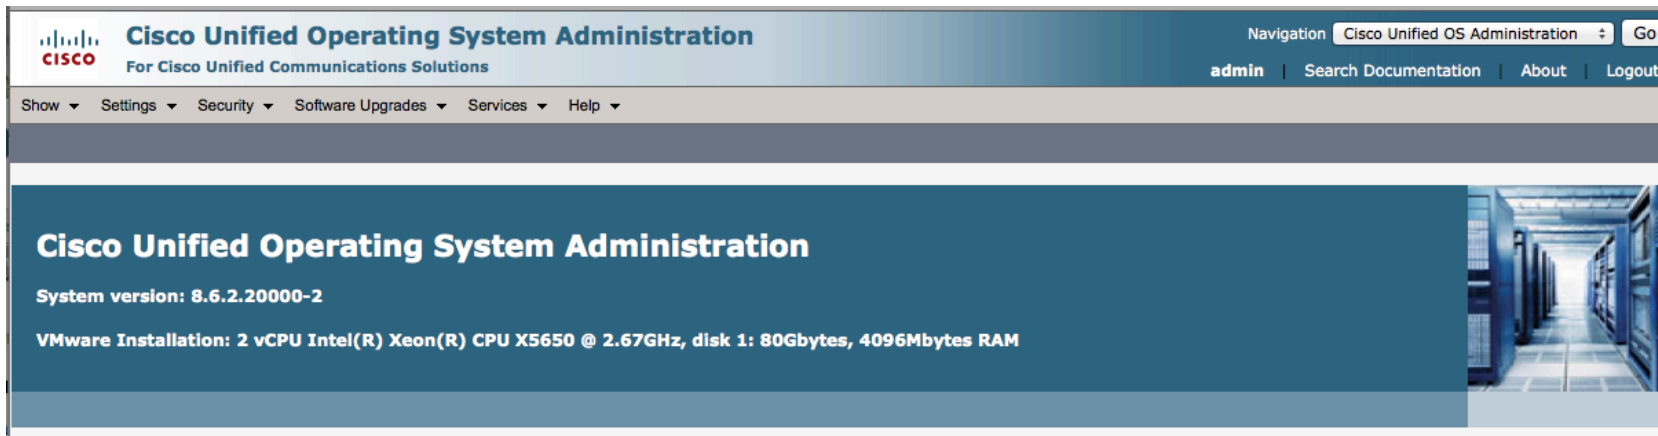 Cisco Unified Operating System Administration
For Cisco Unified Communications Solutions
CISCO
Navigation Cisco Unified OS Administration Go
admin Search Documentation About Logout
Show Settings Security Software Upgrades Services Help
Cisco Unified Operating System Administration
System version: 8.6.2.20000-2
VMware Installation: 2 vCPU Intel(R) Xeon(R) CPU X5650 @ 2.67GHz, disk 1: 80Gbytes, 4096Mbytes RAM